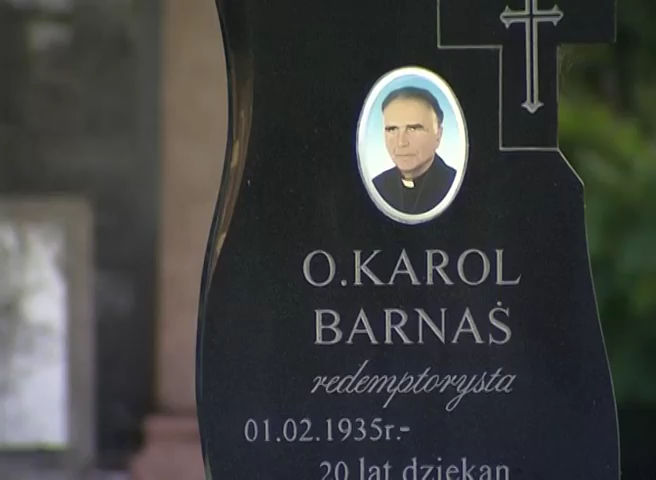 O. KAROL
BARNAŚ
redemptorysta
01.02.1935r.-
20 lat dziekan